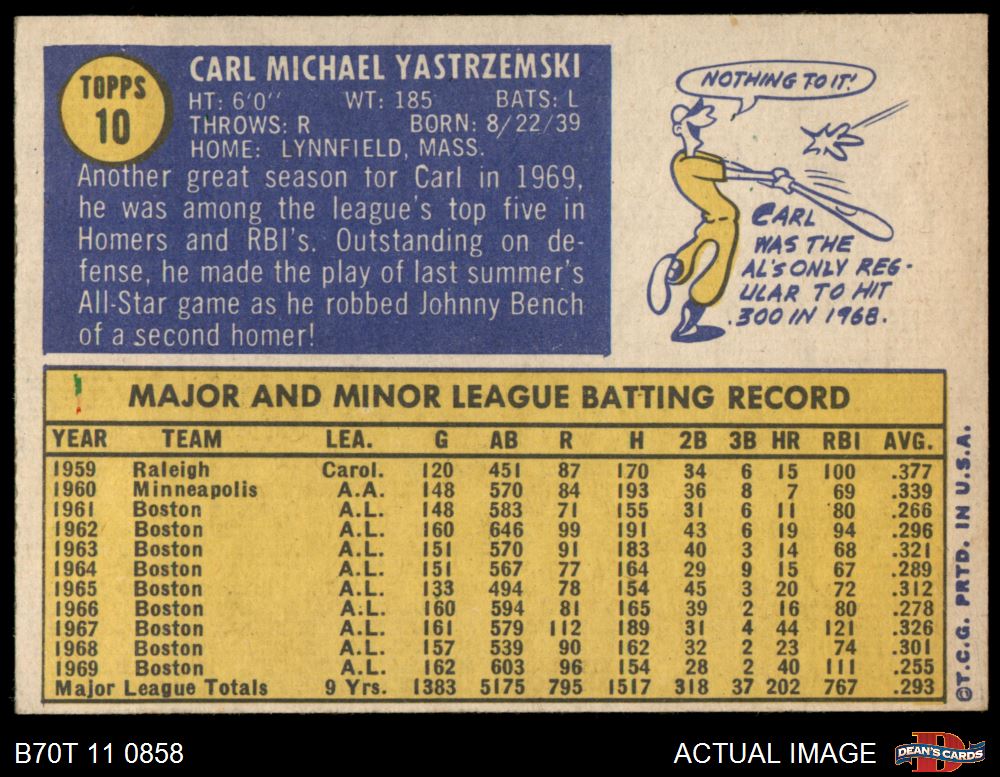 TOPPS
10
CARL MICHAEL YASTRZEMSKI
HT: 6'0" WT: 185 BATS: L
THROWS: R BORN: 8/22/39
HOME: LYNNFIELD, MASS.
Another great season for Carl in 1969,
he was among the league's top five in
Homers and RBI's. Outstanding on de-
fense, he made the play of last summer's
All-Star game as he robbed Johnny Bench
of a second homer!
NOTHING TO IT!
CARL
WAS THE
AL'S ONLY REG-
ULAR TO HIT
.300 IN 1968.
MAJOR AND MINOR LEAGUE BATTING RECORD
YEAR TEAM LEA. G AB R H 2B 3B HR RBI AVG.
1959 Raleigh Carol. 120 451 87 170 34 6 15 100 .377
1960 Minneapolis A.A. 148 570 84 193 36 8 7 69 .339
1961 Boston A.L. 148 583 71 155 31 6 11 80 .266
1962 Boston A.L. 160 646 99 191 43 6 19 94 .296
1963 Boston A.L. 151 570 91 183 40 3 14 68 .321
1964 Boston A.L. 151 567 77 164 29 9 15 67 .289
1965 Boston A.L. 133 494 78 154 45 3 20 72 .312
1966 Boston A.L. 160 594 81 165 39 2 16 80 .278
1967 Boston A.L. 161 579 112 189 31 4 44 121 .326
1968 Boston A.L. 157 539 90 162 32 2 23 74 .301
1969 Boston A.L. 162 603 96 154 28 2 40 111 .255
Major League Totals 9 Yrs. 1383 5175 795 1517 318 37 202 767 .293
©T.C.G. PRTD. IN U.S.A.
B70T 11 0858
ACTUAL IMAGE
D
DEAN'S CARDS